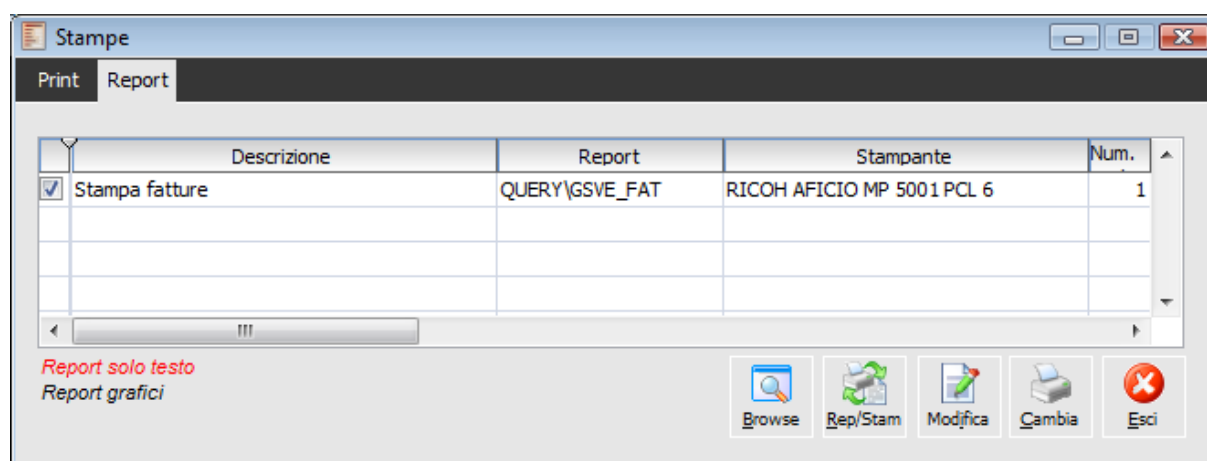 Stampe
Print Report
Descrizione Report Stampante Num.
Stampa fatture QUERY\GSVE_FAT RICOH AFICIO MP 5001 PCL 6 1
Report solo testo
Report grafici
Browse Rep/Stam Modifica Cambia Esci